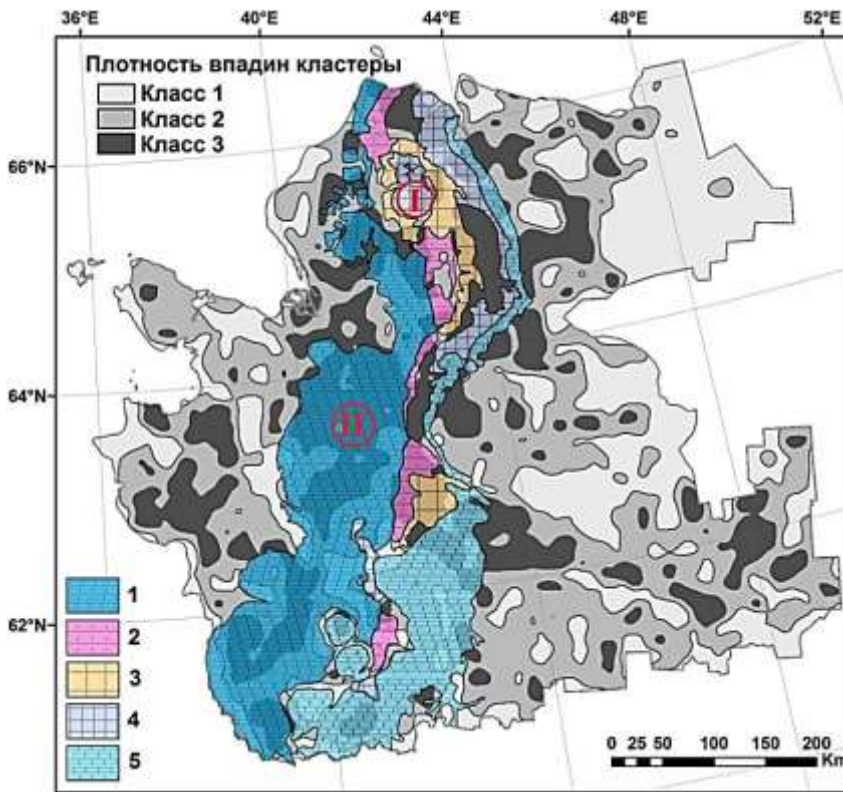 36°E 40°E 44°E 48°E 52°E
Плотность впадин кластеры
Класс 1
Класс 2
Класс 3
66°N
I
64°N
II
62°N
1
2
3
4
5
0 25 50 100 150 200
Km